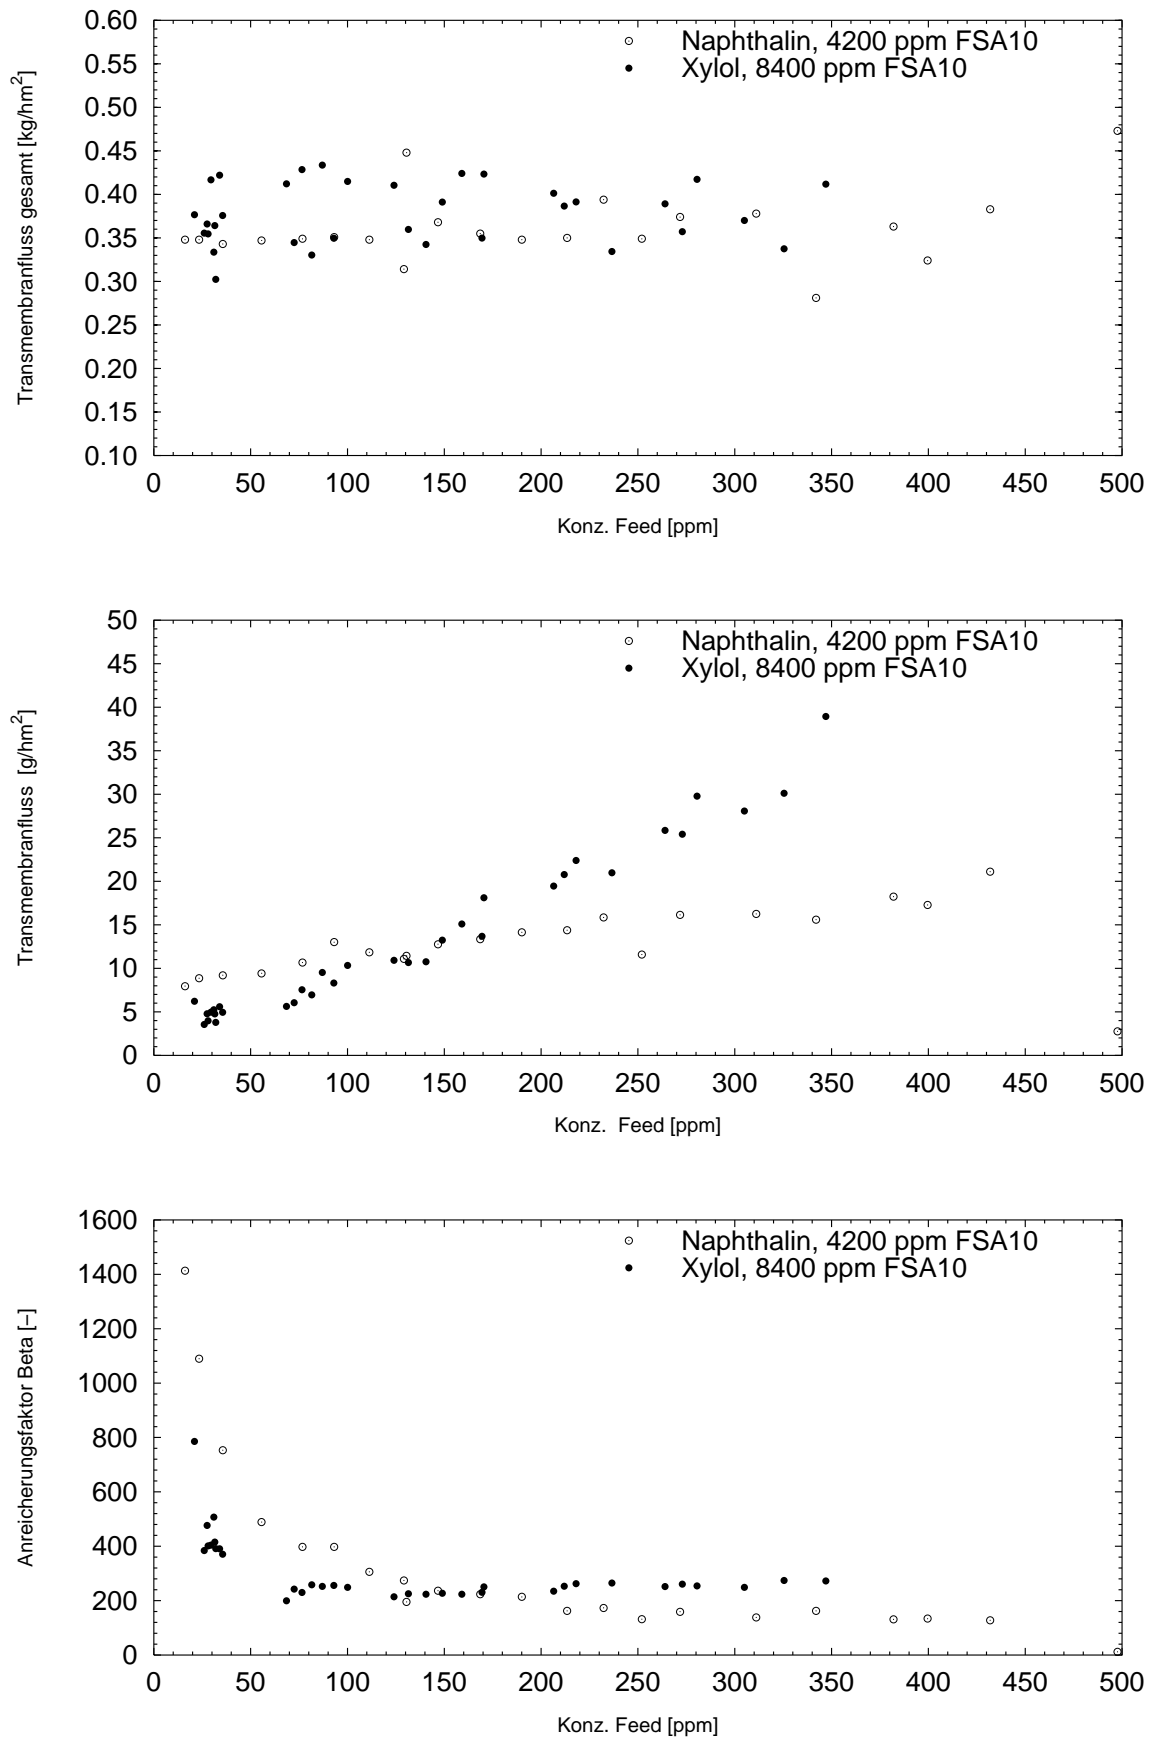 0.60
0.55
0.50
0.45
0.40
0.35
0.30
0.25
0.20
0.15
0.10
Transmembranfluss gesamt [kg/hm²]
Naphthalin, 4200 ppm FSA10
Xylol, 8400 ppm FSA10
0 50 100 150 200 250 300 350 400 450 500
Konz. Feed [ppm]
50
45
40
35
30
25
20
15
10
5
0
Transmembranfluss [g/hm²]
Naphthalin, 4200 ppm FSA10
Xylol, 8400 ppm FSA10
0 50 100 150 200 250 300 350 400 450 500
Konz. Feed [ppm]
1600
1400
1200
1000
800
600
400
200
0
Anreicherungsfaktor Beta [−]
Naphthalin, 4200 ppm FSA10
Xylol, 8400 ppm FSA10
0 50 100 150 200 250 300 350 400 450 500
Konz. Feed [ppm]